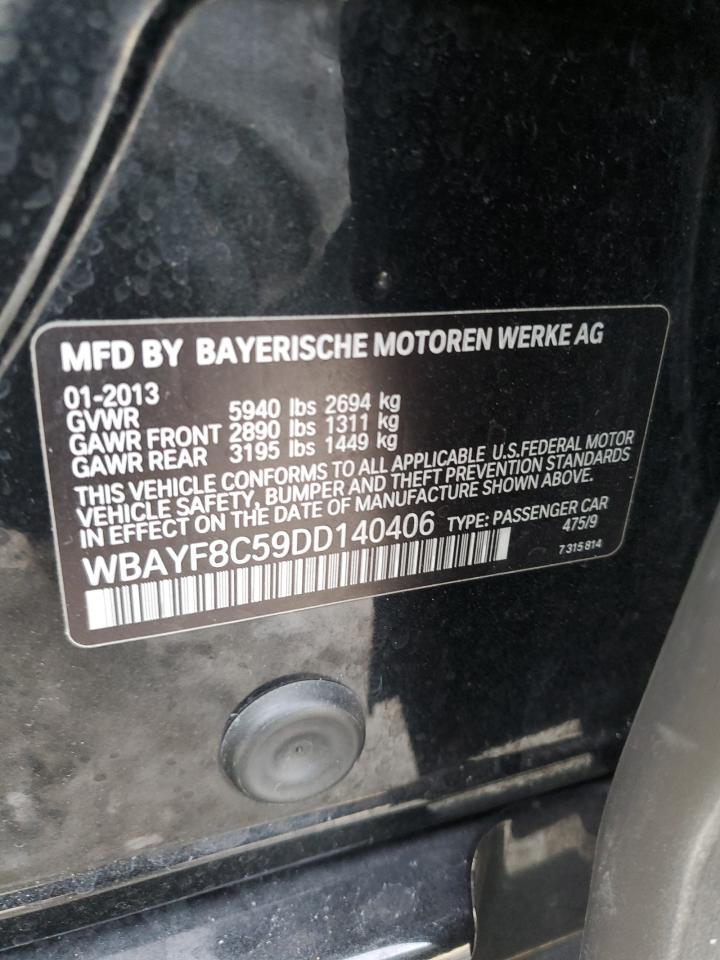 MFD BY BAYERISCHE MOTOREN WERKE AG
01-2013
GVWR 5940 lbs 2694 kg
GAWR FRONT 2890 lbs 1311 kg
GAWR REAR 3195 lbs 1449 kg
THIS VEHICLE CONFORMS TO ALL APPLICABLE U.S.FEDERAL MOTOR
VEHICLE SAFETY, BUMPER AND THEFT PREVENTION STANDARDS
IN EFFECT ON THE DATE OF MANUFACTURE SHOWN ABOVE.
WBAYF8C59DD140406 TYPE: PASSENGER CAR
475/9
7 315 814